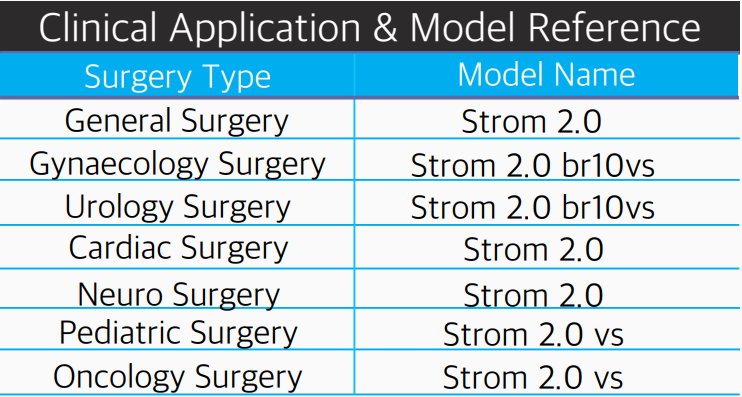 Clinical Application & Model Reference
Surgery Type Model Name
General Surgery Strom 2.0
Gynaecology Surgery Strom 2.0 br10vs
Urology Surgery Strom 2.0 br10vs
Cardiac Surgery Strom 2.0
Neuro Surgery Strom 2.0
Pediatric Surgery Strom 2.0 vs
Oncology Surgery Strom 2.0 vs